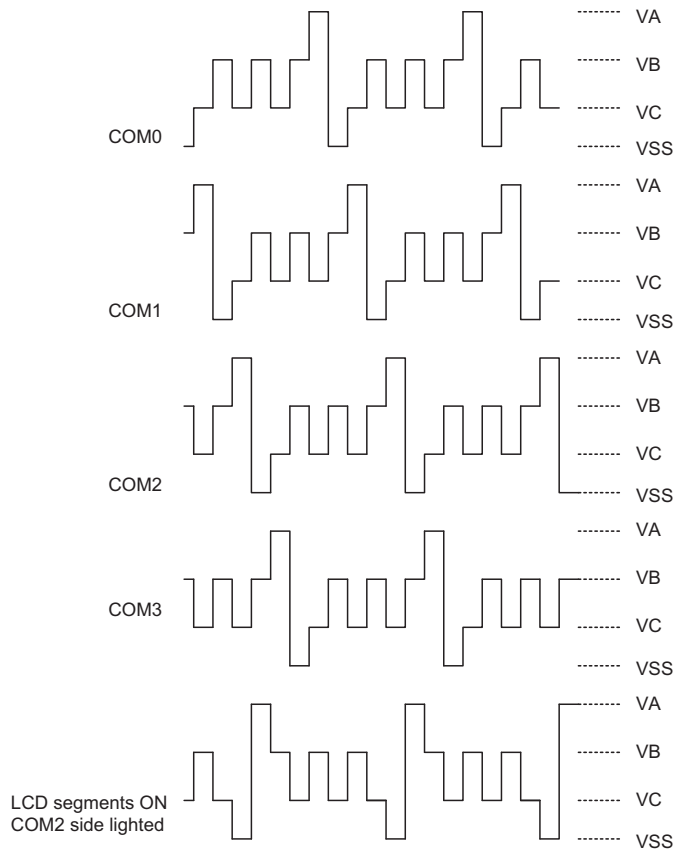 VA
VB
VC
COM0
VSS
VA
VB
VC
COM1
VSS
VA
VB
VC
COM2
VSS
VA
VB
COM3
VC
VSS
VA
VB
LCD segments ON
VC
COM2 side lighted
VSS